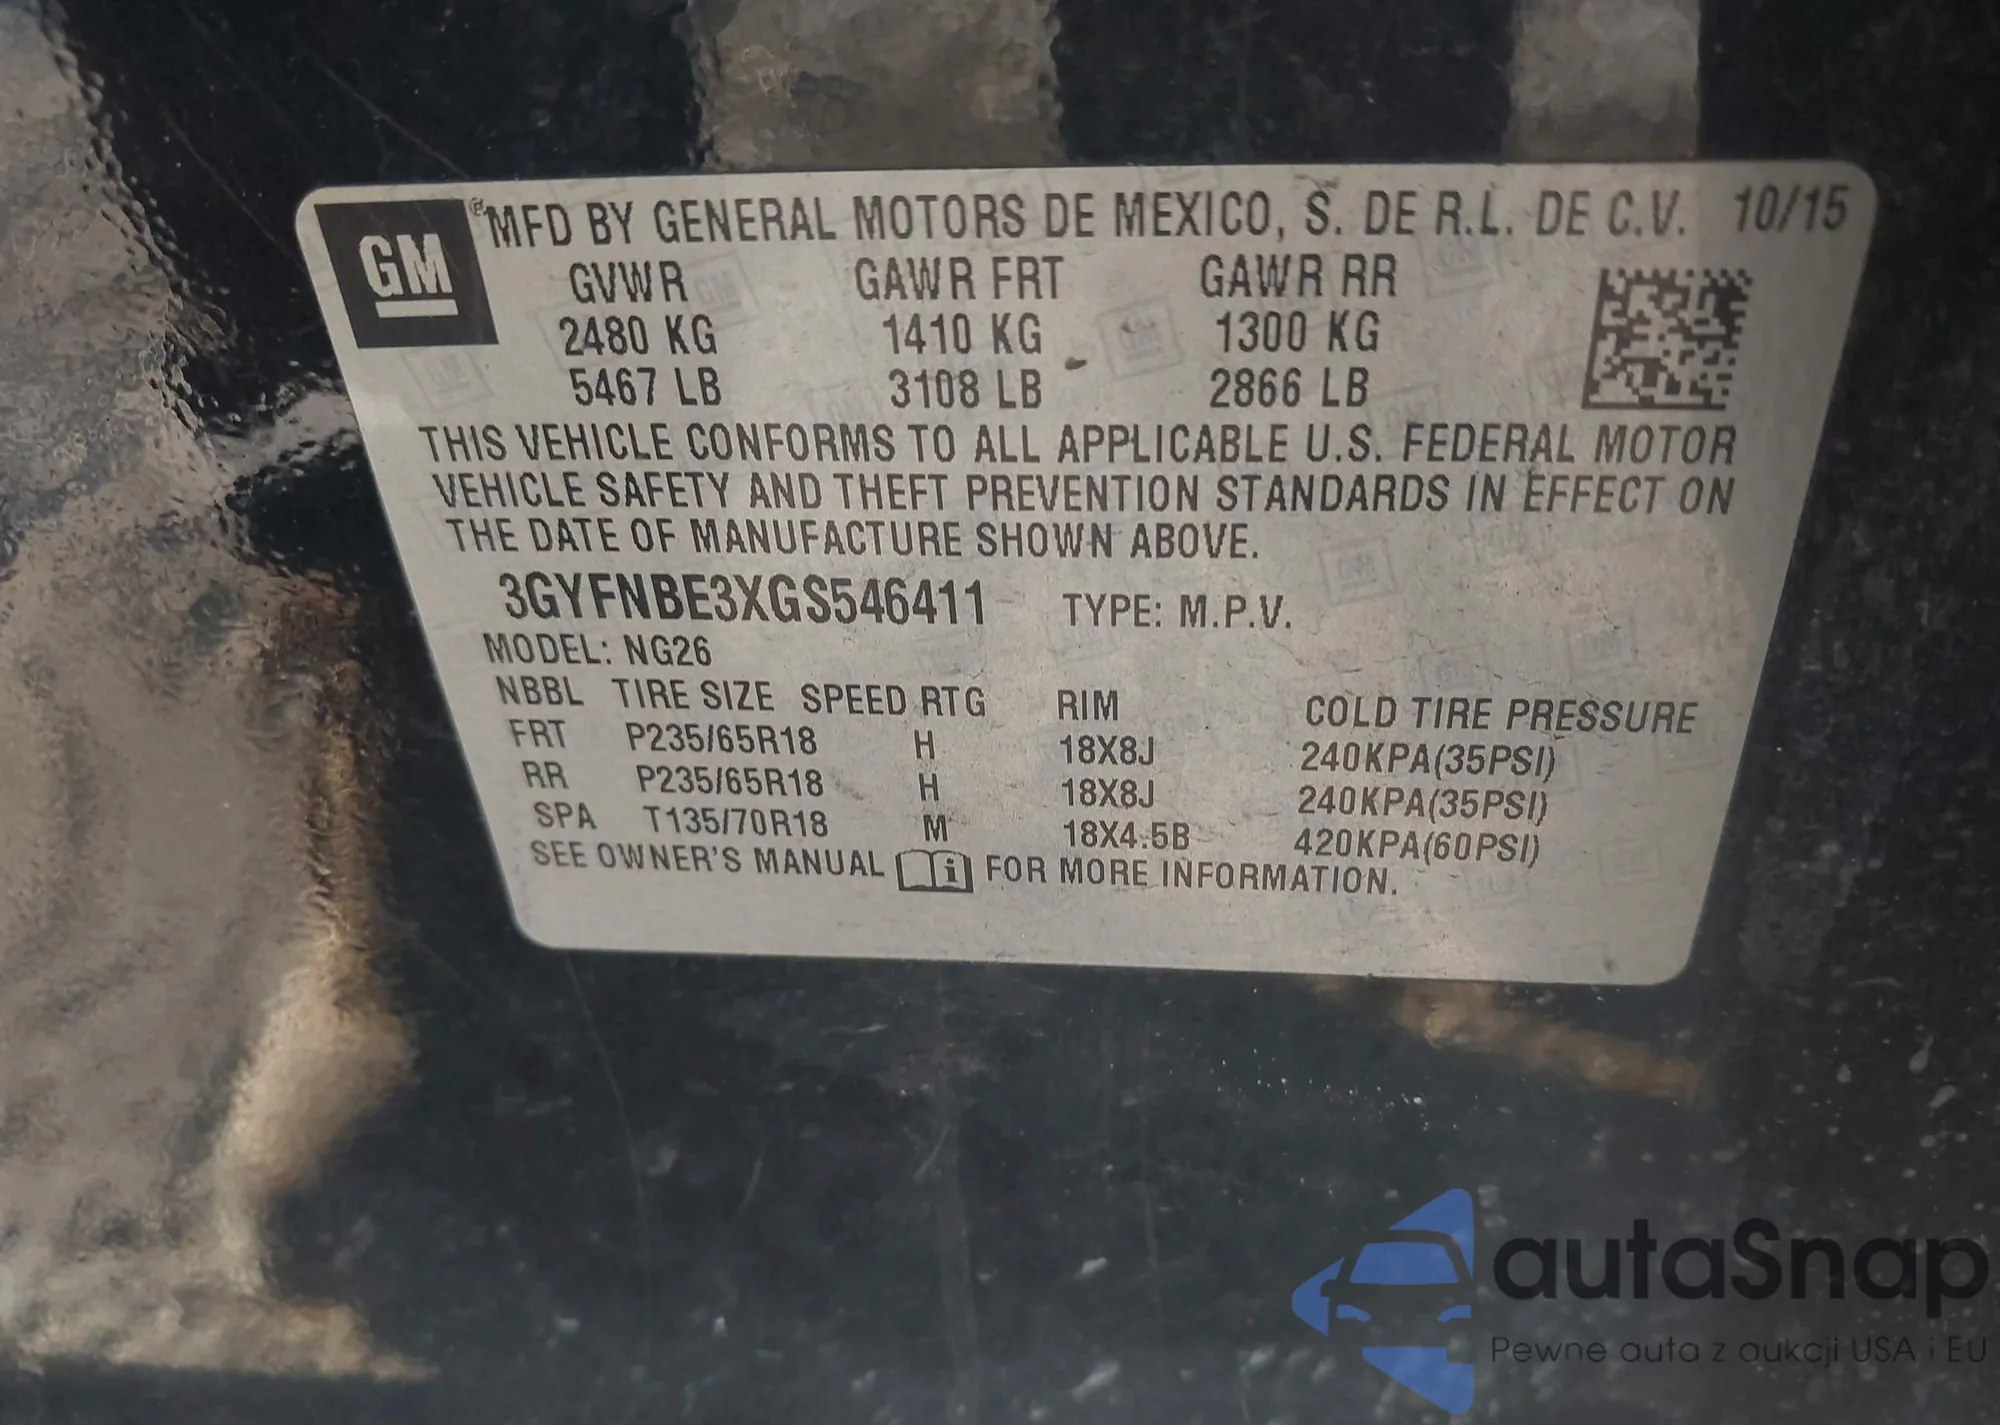 GM
MFD BY GENERAL MOTORS DE MEXICO, S. DE R.L. DE C.V. 10/15
GVWR GAWR FRT GAWR RR
2480 KG 1410 KG 1300 KG
5467 LB 3108 LB 2866 LB
THIS VEHICLE CONFORMS TO ALL APPLICABLE U.S. FEDERAL MOTOR
VEHICLE SAFETY AND THEFT PREVENTION STANDARDS IN EFFECT ON
THE DATE OF MANUFACTURE SHOWN ABOVE.
3GYFNBE3XGS546411 TYPE: M.P.V.
MODEL: NG26
NBBL TIRE SIZE SPEED RTG RIM COLD TIRE PRESSURE
FRT P235/65R18 H 18X8J 240KPA(35PSI)
RR P235/65R18 H 18X8J 240KPA(35PSI)
SPA T135/70R18 M 18X4.5B 420KPA(60PSI)
SEE OWNER'S MANUAL i FOR MORE INFORMATION.
autaSnap
Pewne auta z aukcji USA i EU